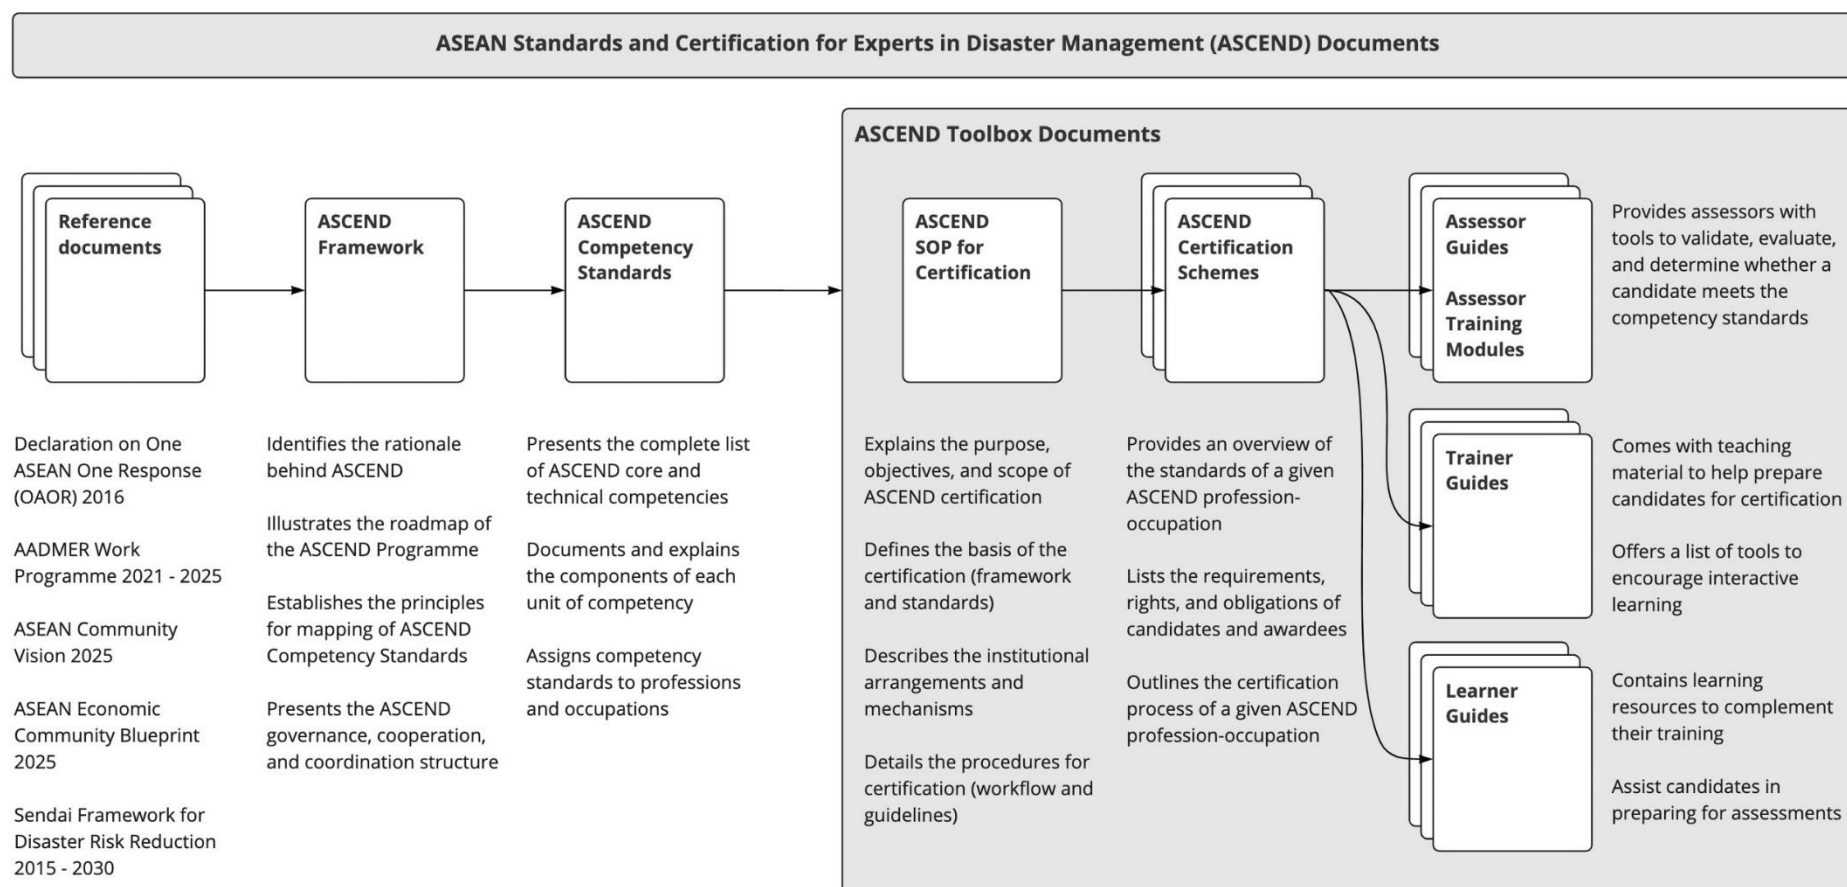 ASEAN Standards and Certification for Experts in Disaster Management (ASCEND) Documents
ASCEND Toolbox Documents
Reference
documents
ASCEND
Framework
ASCEND
Competency
Standards
ASCEND
SOP for
Certification
ASCEND
Certification
Schemes
Assessor
Guides
Assessor
Training
Modules
Provides assessors with
tools to validate, evaluate,
and determine whether a
candidate meets the
competency standards
Trainer
Guides
Comes with teaching
material to help prepare
candidates for certification
Offers a list of tools to
encourage interactive
learning
Learner
Guides
Contains learning
resources to complement
their training
Assist candidates in
preparing for assessments
Declaration on One
ASEAN One Response
(OAOR) 2016
AADMER Work
Programme 2021 - 2025
ASEAN Community
Vision 2025
ASEAN Economic
Community Blueprint
2025
Sendai Framework for
Disaster Risk Reduction
2015 - 2030
Identifies the rationale
behind ASCEND
Illustrates the roadmap of
the ASCEND Programme
Establishes the principles
for mapping of ASCEND
Competency Standards
Presents the ASCEND
governance, cooperation,
and coordination structure
Presents the complete list
of ASCEND core and
technical competencies
Documents and explains
the components of each
unit of competency
Assigns competency
standards to professions
and occupations
Explains the purpose,
objectives, and scope of
ASCEND certification
Defines the basis of the
certification (framework
and standards)
Describes the institutional
arrangements and
mechanisms
Details the procedures for
certification (workflow and
guidelines)
Provides an overview of
the standards of a given
ASCEND profession-
occupation
Lists the requirements,
rights, and obligations of
candidates and awardees
Outlines the certification
process of a given ASCEND
profession-occupation